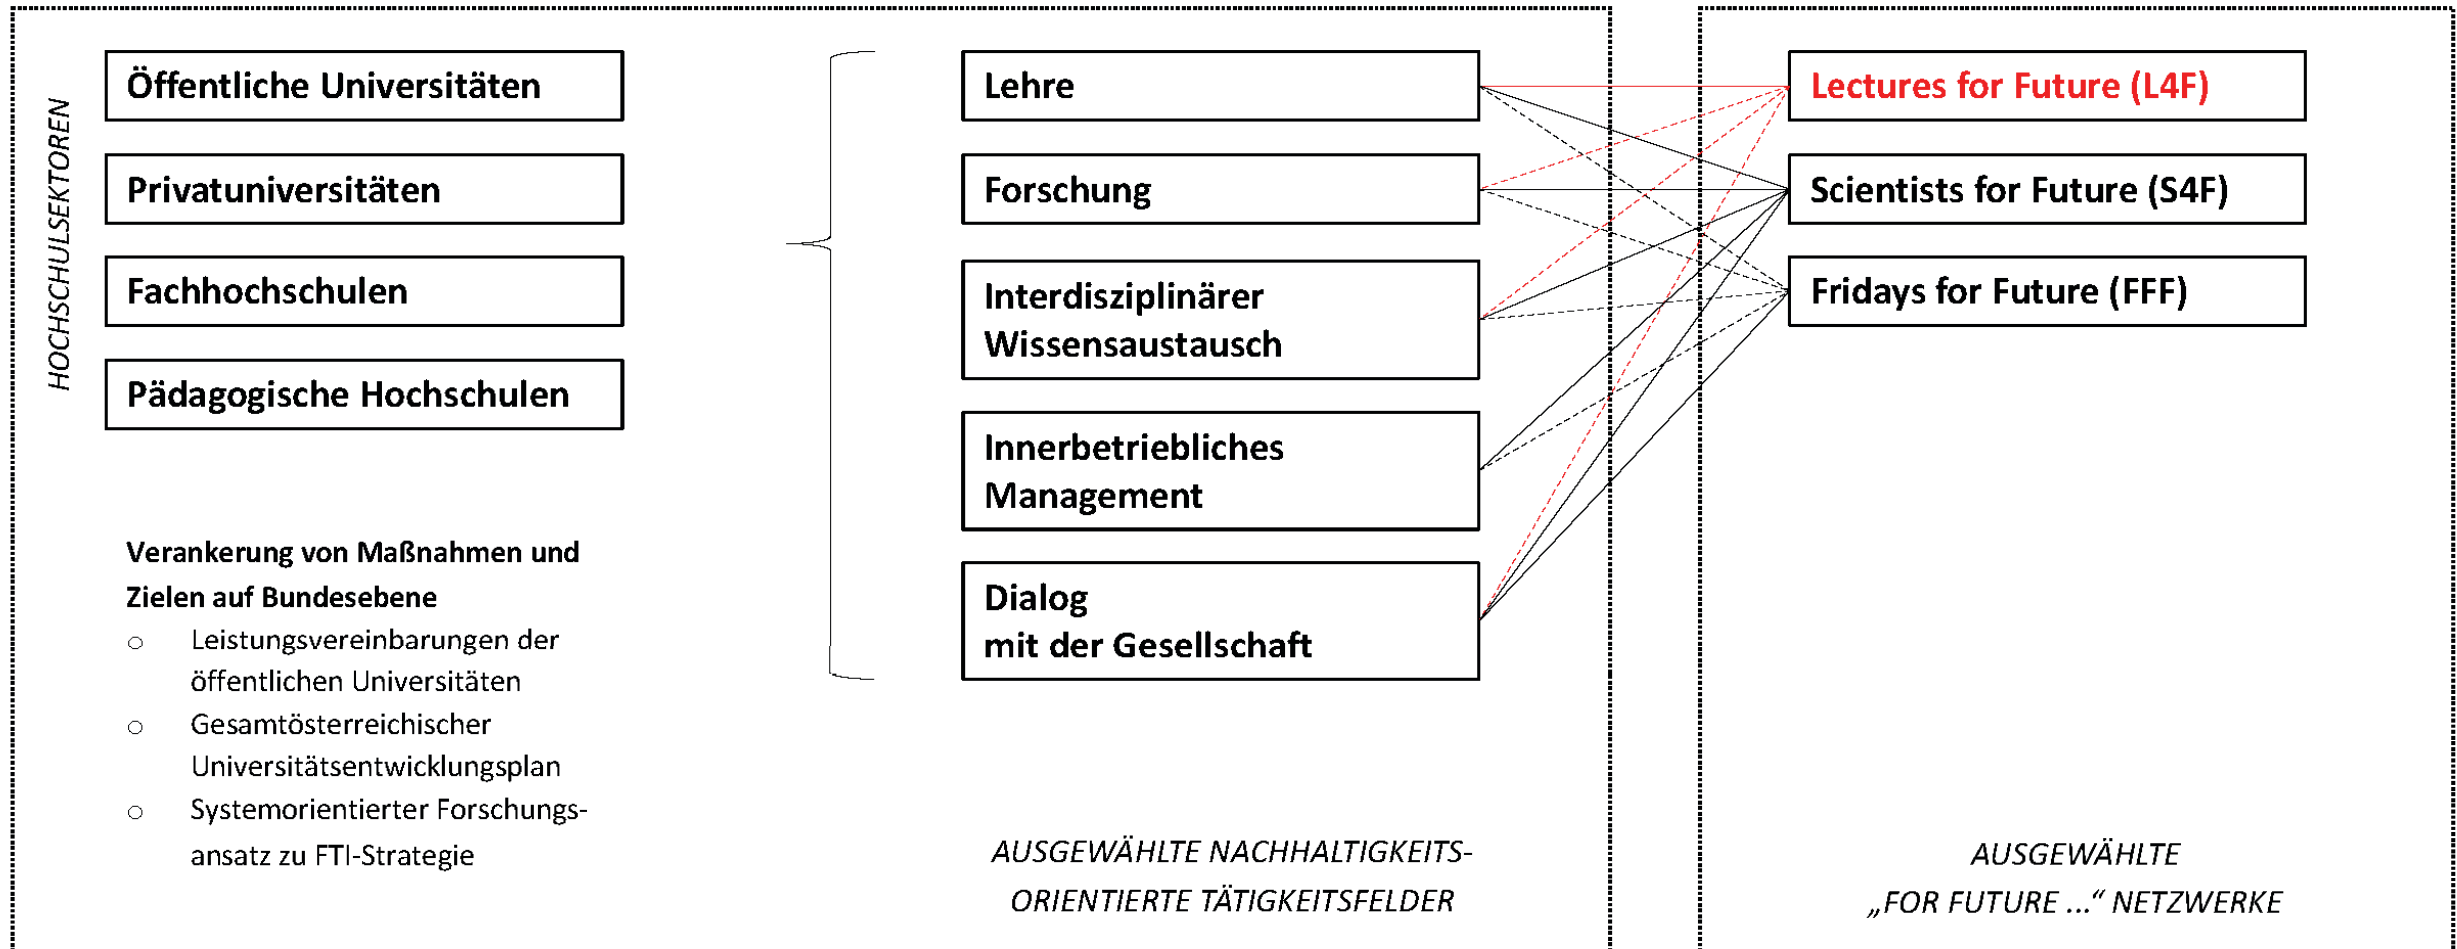 HOCHSCHULSEKTOREN
Öffentliche Universitäten
Privatuniversitäten
Fachhochschulen
Pädagogische Hochschulen
Verankerung von Maßnahmen und
Zielen auf Bundesebene
o Leistungsvereinbarungen der
öffentlichen Universitäten
o Gesamtösterreichischer
Universitätsentwicklungsplan
o Systemorientierter Forschungs-
ansatz zu FTI-Strategie
Lehre
Forschung
Interdisziplinärer
Wissensaustausch
Innerbetriebliches
Management
Dialog
mit der Gesellschaft
AUSGEWÄHLTE NACHHALTIGKEITS-
ORIENTIERTE TÄTIGKEITSFELDER
Lectures for Future (L4F)
Scientists for Future (S4F)
Fridays for Future (FFF)
AUSGEWÄHLTE
„FOR FUTURE ...“ NETZWERKE